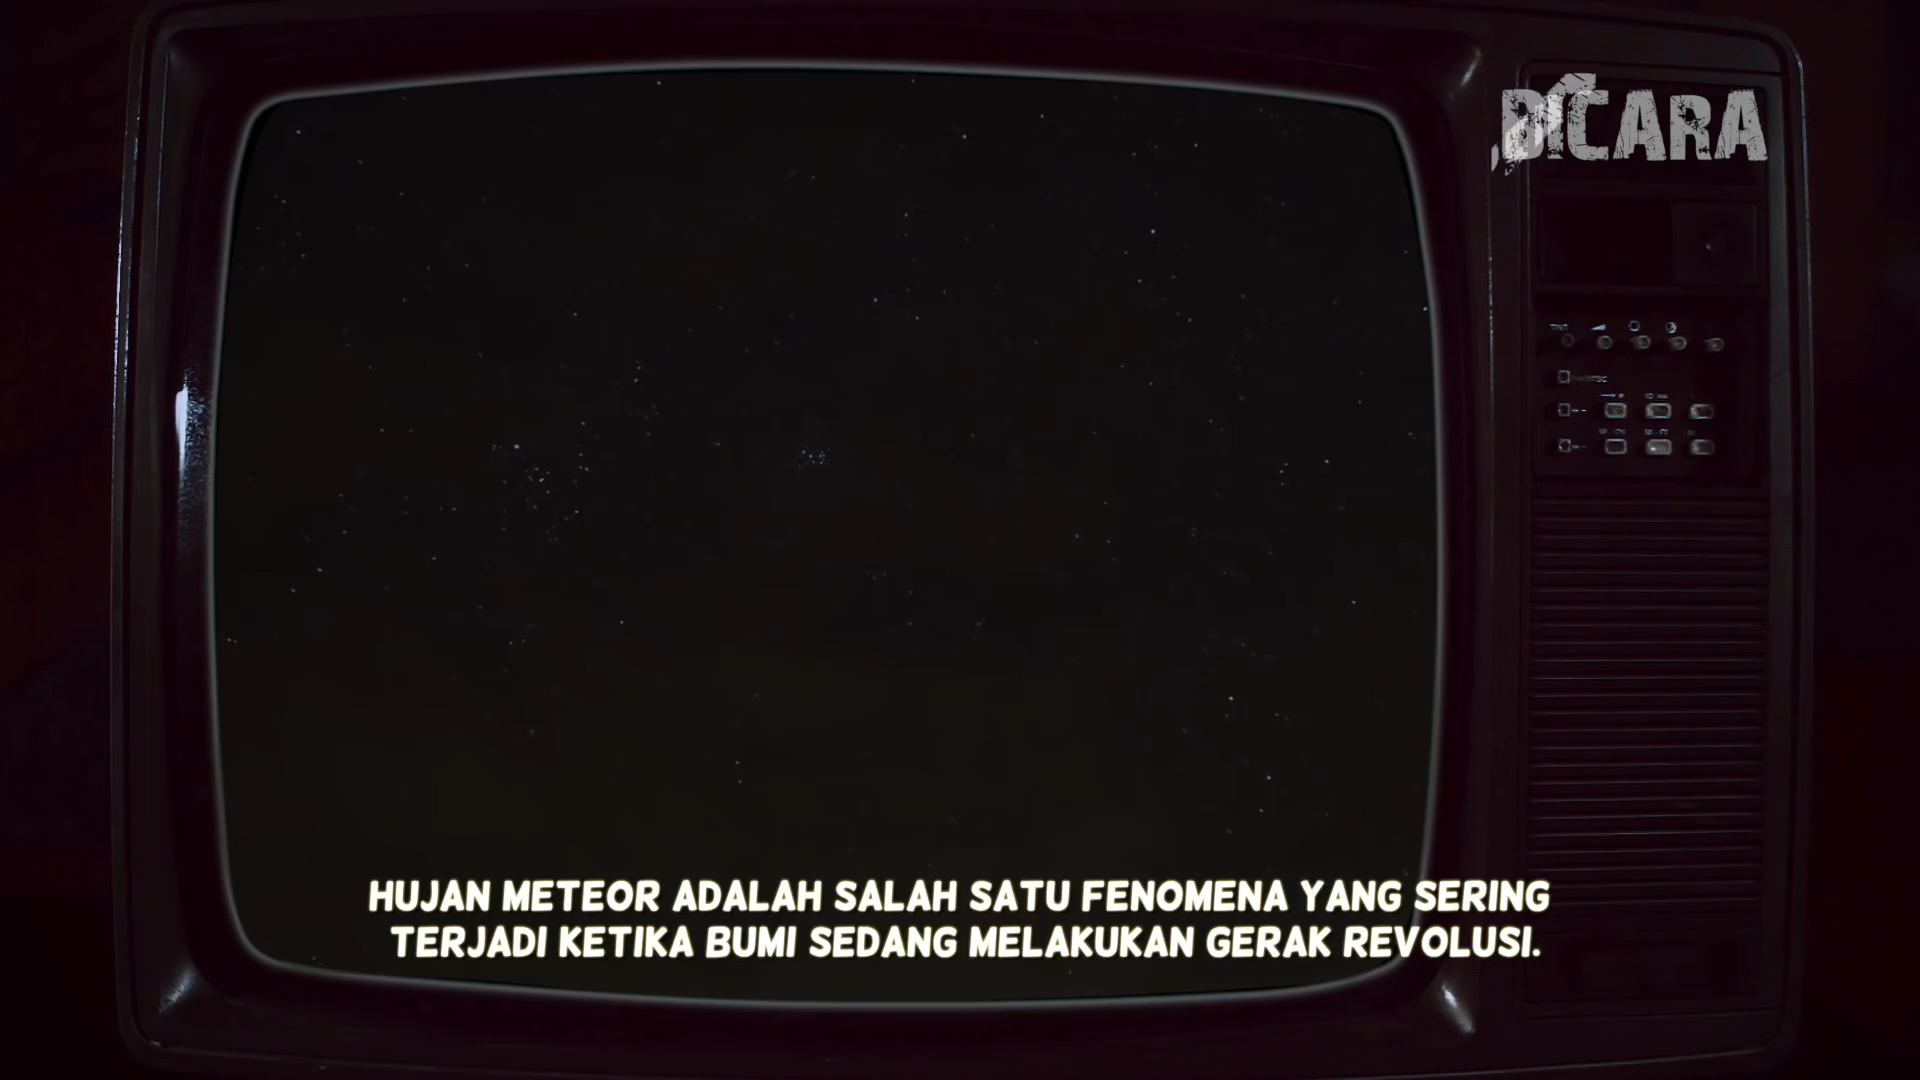 BICARA
HUJAN METEOR ADALAH SALAH SATU FENOMENA YANG SERING
TERJADI KETIKA BUMI SEDANG MELAKUKAN GERAK REVOLUSI.